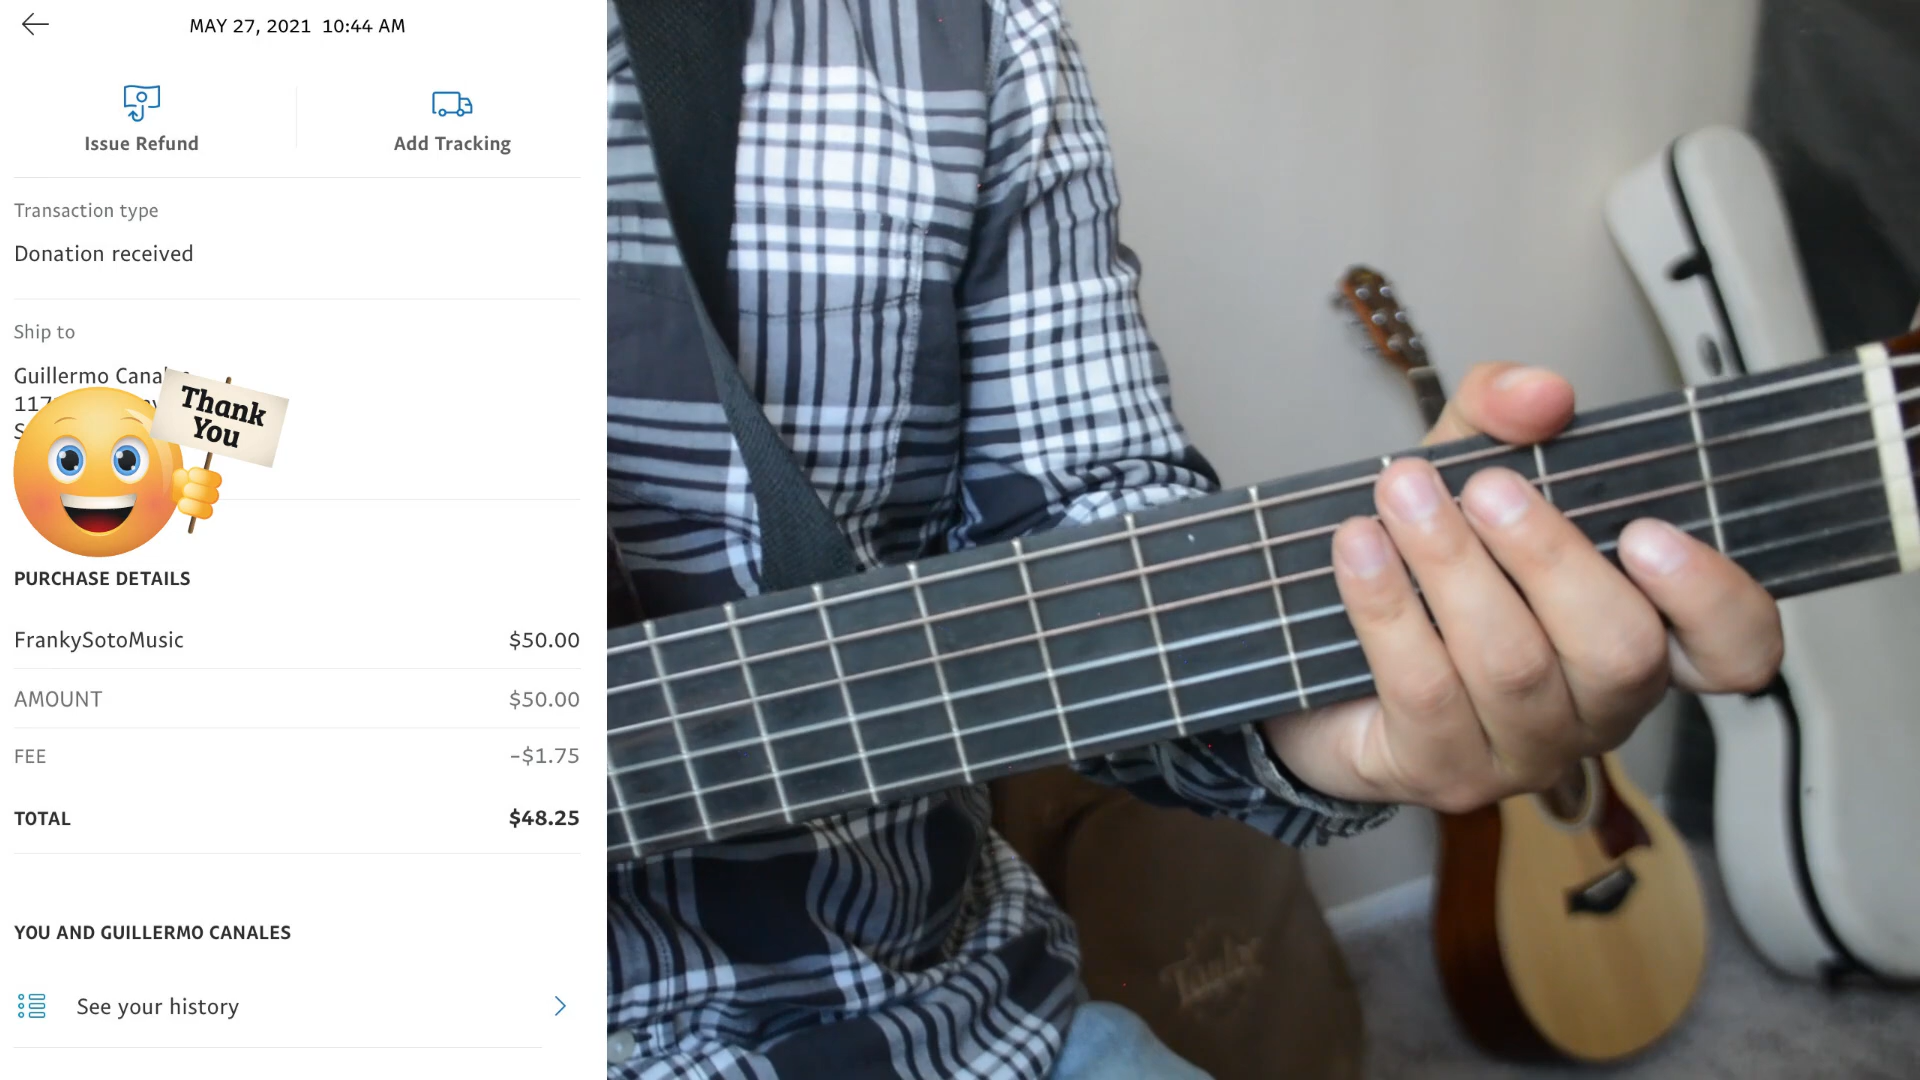 MAY 27, 2021 10:44 AM
Issue Refund
Add Tracking
Transaction type
Donation received
Ship to
Guillermo
117
Thank
You
PURCHASE DETAILS
FrankySotoMusic $50.00
AMOUNT $50.00
FEE -$1.75
TOTAL $48.25
YOU AND GUILLERMO CANALES
See your history
Taylor